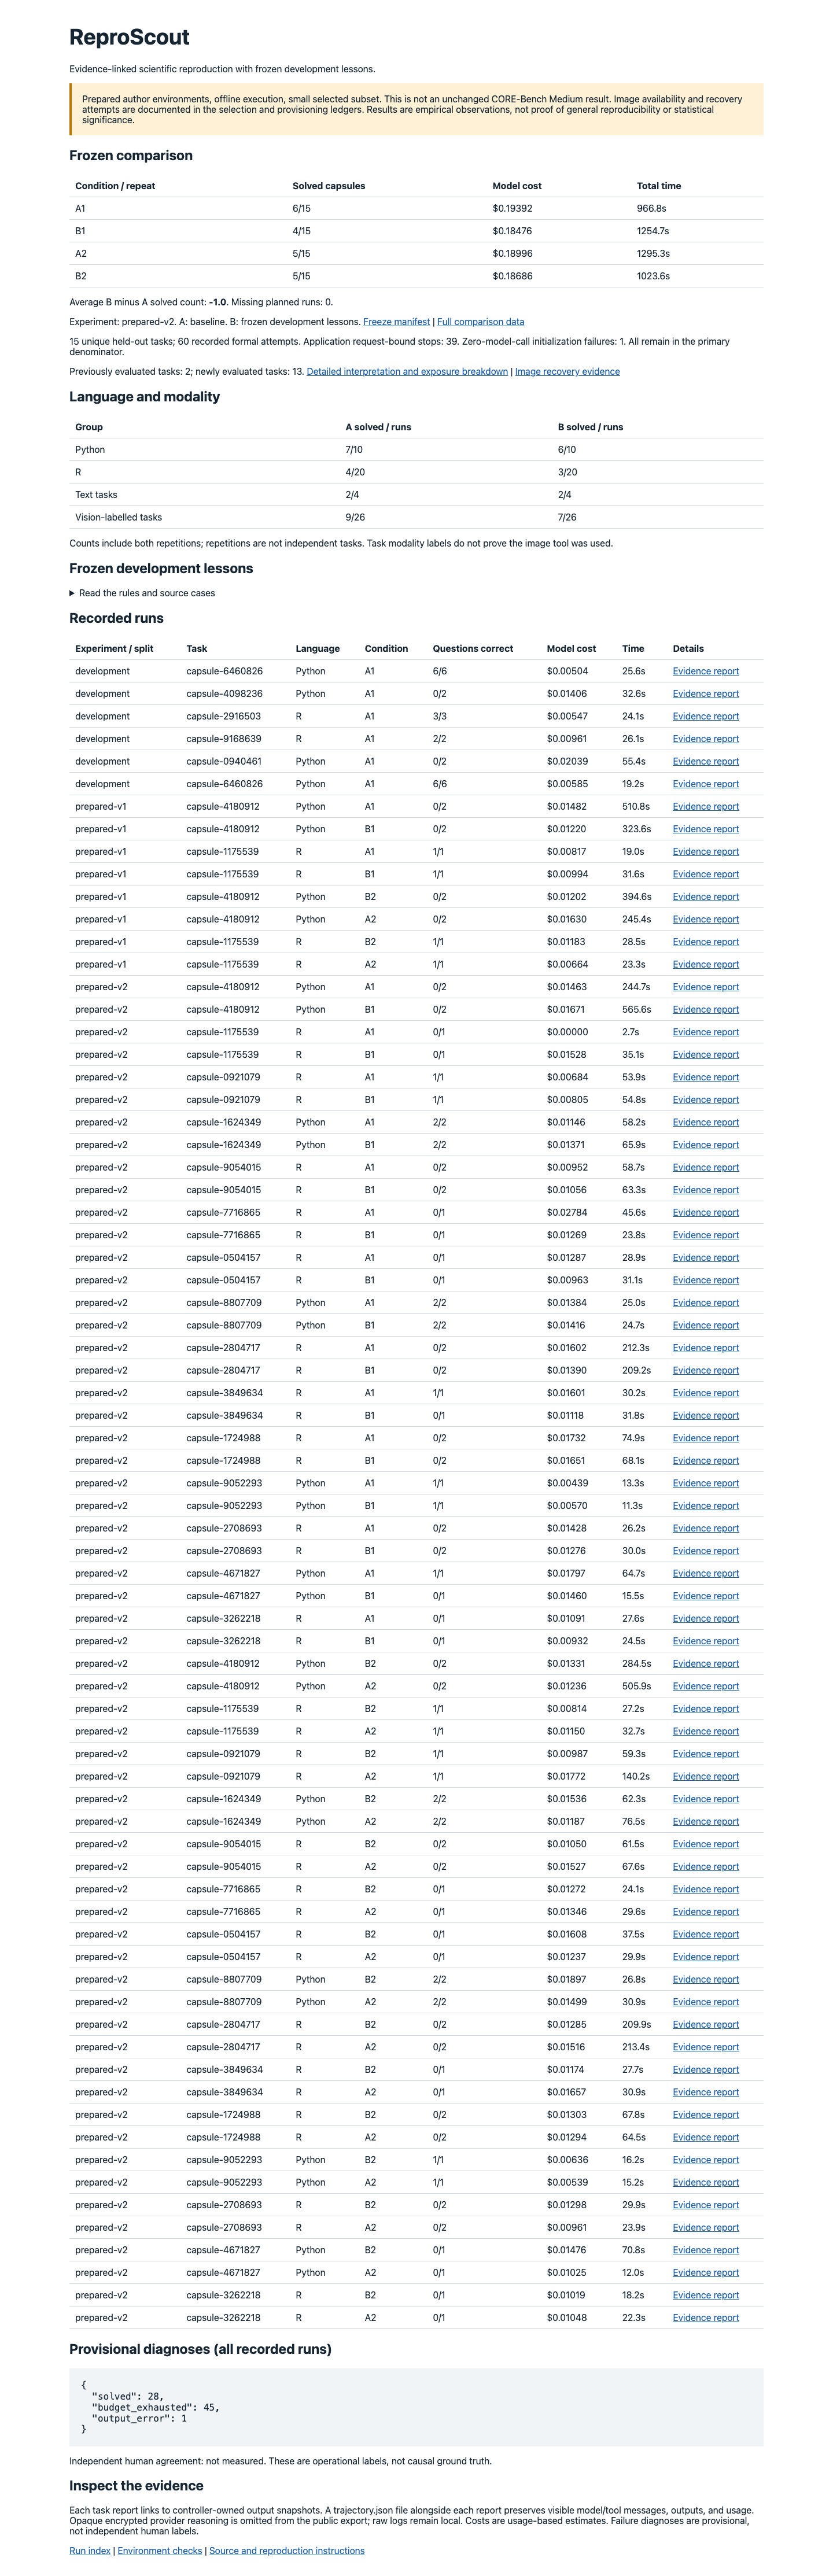 ReproScout
Evidence-linked scientific reproduction with frozen development lessons.
Prepared author environments, offline execution, small selected subset. This is not an unchanged CORE-Bench Medium result. Image availability and recovery
attempts are documented in the selection and provisioning ledgers. Results are empirical observations, not proof of general reproducibility or statistical
significance.
Frozen comparison
Condition / repeat Solved capsules Model cost Total time
A1 6/15 $0.19392 966.8s
B1 4/15 $0.18476 1254.7s
A2 5/15 $0.18996 1295.3s
B2 5/15 $0.18686 1023.6s
Average B minus A solved count: -1.0. Missing planned runs: 0.
Experiment: prepared-v2. A: baseline. B: frozen development lessons. Freeze manifest | Full comparison data
15 unique held-out tasks; 60 recorded formal attempts. Application request-bound stops: 39. Zero-model-call initialization failures: 1. All remain in the primary
denominator.
Previously evaluated tasks: 2; newly evaluated tasks: 13. Detailed interpretation and exposure breakdown | Image recovery evidence
Language and modality
Group A solved / runs B solved / runs
Python 7/10 6/10
R 4/20 3/20
Text tasks 2/4 2/4
Vision-labelled tasks 9/26 7/26
Counts include both repetitions; repetitions are not independent tasks. Task modality labels do not prove the image tool was used.
Frozen development lessons
▶ Read the rules and source cases
Recorded runs
Experiment / split Task Language Condition Questions correct Model cost Time Details
development capsule-6460826 Python A1 6/6 $0.00504 25.6s Evidence report
development capsule-4098236 Python A1 0/2 $0.01406 32.6s Evidence report
development capsule-2916503 R A1 3/3 $0.00547 24.1s Evidence report
development capsule-9168639 R A1 2/2 $0.00961 26.1s Evidence report
development capsule-0940461 Python A1 0/2 $0.02039 55.4s Evidence report
development capsule-6460826 Python A1 6/6 $0.00585 19.2s Evidence report
prepared-v1 capsule-4180912 Python A1 0/2 $0.01482 510.8s Evidence report
prepared-v1 capsule-4180912 Python B1 0/2 $0.01220 323.6s Evidence report
prepared-v1 capsule-1175539 R A1 1/1 $0.00817 19.0s Evidence report
prepared-v1 capsule-1175539 R B1 1/1 $0.00994 31.6s Evidence report
prepared-v1 capsule-4180912 Python B2 0/2 $0.01202 394.6s Evidence report
prepared-v1 capsule-4180912 Python A2 0/2 $0.01630 245.4s Evidence report
prepared-v1 capsule-1175539 R B2 1/1 $0.01183 28.5s Evidence report
prepared-v1 capsule-1175539 R A2 1/1 $0.00664 23.3s Evidence report
prepared-v2 capsule-4180912 Python A1 0/2 $0.01463 244.7s Evidence report
prepared-v2 capsule-4180912 Python B1 0/2 $0.01671 565.6s Evidence report
prepared-v2 capsule-1175539 R A1 0/1 $0.00000 2.7s Evidence report
prepared-v2 capsule-1175539 R B1 0/1 $0.01528 35.1s Evidence report
prepared-v2 capsule-0921079 R A1 1/1 $0.00684 53.9s Evidence report
prepared-v2 capsule-0921079 R B1 1/1 $0.00805 54.8s Evidence report
prepared-v2 capsule-1624349 Python A1 2/2 $0.01146 58.2s Evidence report
prepared-v2 capsule-1624349 Python B1 2/2 $0.01371 65.9s Evidence report
prepared-v2 capsule-9054015 R A1 0/2 $0.00952 58.7s Evidence report
prepared-v2 capsule-9054015 R B1 0/2 $0.01056 63.3s Evidence report
prepared-v2 capsule-7716865 R A1 0/1 $0.02784 45.6s Evidence report
prepared-v2 capsule-7716865 R B1 0/1 $0.01269 23.8s Evidence report
prepared-v2 capsule-0504157 R A1 0/1 $0.01287 28.9s Evidence report
prepared-v2 capsule-0504157 R B1 0/1 $0.00963 31.1s Evidence report
prepared-v2 capsule-8807709 Python A1 2/2 $0.01384 25.0s Evidence report
prepared-v2 capsule-8807709 Python B1 2/2 $0.01416 24.7s Evidence report
prepared-v2 capsule-2804717 R A1 0/2 $0.01602 212.3s Evidence report
prepared-v2 capsule-2804717 R B1 0/2 $0.01390 209.2s Evidence report
prepared-v2 capsule-3849634 R A1 1/1 $0.01601 30.2s Evidence report
prepared-v2 capsule-3849634 R B1 0/1 $0.01118 31.8s Evidence report
prepared-v2 capsule-1724988 R A1 0/2 $0.01732 74.9s Evidence report
prepared-v2 capsule-1724988 R B1 0/2 $0.01651 68.1s Evidence report
prepared-v2 capsule-9052293 Python A1 1/1 $0.00439 13.3s Evidence report
prepared-v2 capsule-9052293 Python B1 1/1 $0.00570 11.3s Evidence report
prepared-v2 capsule-2708693 R A1 0/2 $0.01428 26.2s Evidence report
prepared-v2 capsule-2708693 R B1 0/2 $0.01276 30.0s Evidence report
prepared-v2 capsule-4671827 Python A1 1/1 $0.01797 64.7s Evidence report
prepared-v2 capsule-4671827 Python B1 0/1 $0.01460 15.5s Evidence report
prepared-v2 capsule-3262218 R A1 0/1 $0.01091 27.6s Evidence report
prepared-v2 capsule-3262218 R B1 0/1 $0.00932 24.5s Evidence report
prepared-v2 capsule-4180912 Python B2 0/2 $0.01331 284.5s Evidence report
prepared-v2 capsule-4180912 Python A2 0/2 $0.01236 505.9s Evidence report
prepared-v2 capsule-1175539 R B2 1/1 $0.00814 27.2s Evidence report
prepared-v2 capsule-1175539 R A2 1/1 $0.01150 32.7s Evidence report
prepared-v2 capsule-0921079 R B2 1/1 $0.00987 59.3s Evidence report
prepared-v2 capsule-0921079 R A2 1/1 $0.01772 140.2s Evidence report
prepared-v2 capsule-1624349 Python B2 2/2 $0.01536 62.3s Evidence report
prepared-v2 capsule-1624349 Python A2 2/2 $0.01187 76.5s Evidence report
prepared-v2 capsule-9054015 R B2 0/2 $0.01050 61.5s Evidence report
prepared-v2 capsule-9054015 R A2 0/2 $0.01527 67.6s Evidence report
prepared-v2 capsule-7716865 R B2 0/1 $0.01272 24.1s Evidence report
prepared-v2 capsule-7716865 R A2 0/1 $0.01346 29.6s Evidence report
prepared-v2 capsule-0504157 R B2 0/1 $0.01608 37.5s Evidence report
prepared-v2 capsule-0504157 R A2 0/1 $0.01237 29.9s Evidence report
prepared-v2 capsule-8807709 Python B2 2/2 $0.01897 26.8s Evidence report
prepared-v2 capsule-8807709 Python A2 2/2 $0.01499 30.9s Evidence report
prepared-v2 capsule-2804717 R B2 0/2 $0.01285 209.9s Evidence report
prepared-v2 capsule-2804717 R A2 0/2 $0.01516 213.4s Evidence report
prepared-v2 capsule-3849634 R B2 0/1 $0.01174 27.7s Evidence report
prepared-v2 capsule-3849634 R A2 0/1 $0.01657 30.9s Evidence report
prepared-v2 capsule-1724988 R B2 0/2 $0.01303 67.8s Evidence report
prepared-v2 capsule-1724988 R A2 0/2 $0.01294 64.5s Evidence report
prepared-v2 capsule-9052293 Python B2 1/1 $0.00636 16.2s Evidence report
prepared-v2 capsule-9052293 Python A2 1/1 $0.00539 15.2s Evidence report
prepared-v2 capsule-2708693 R B2 0/2 $0.01298 29.9s Evidence report
prepared-v2 capsule-2708693 R A2 0/2 $0.00961 23.9s Evidence report
prepared-v2 capsule-4671827 Python B2 0/1 $0.01476 70.8s Evidence report
prepared-v2 capsule-4671827 Python A2 0/1 $0.01025 12.0s Evidence report
prepared-v2 capsule-3262218 R B2 0/1 $0.01019 18.2s Evidence report
prepared-v2 capsule-3262218 R A2 0/1 $0.01048 22.3s Evidence report
Provisional diagnoses (all recorded runs)
{
"solved": 28,
"budget_exhausted": 45,
"output_error": 1
}
Independent human agreement: not measured. These are operational labels, not causal ground truth.
Inspect the evidence
Each task report links to controller-owned output snapshots. A trajectory.json file alongside each report preserves visible model/tool messages, outputs, and usage.
Opaque encrypted provider reasoning is omitted from the public export; raw logs remain local. Costs are usage-based estimates. Failure diagnoses are provisional,
not independent human labels.
Run index | Environment checks | Source and reproduction instructions